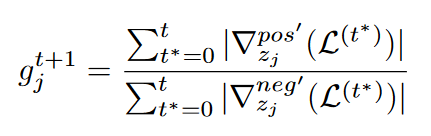 g_j^{t+1} = \frac{\sum_{t^*=0}^{t} |\nabla_{z_j}^{pos'}(\mathcal{L}^{(t^*)})|}{\sum_{t^*=0}^{t} |\nabla_{z_j}^{neg'}(\mathcal{L}^{(t^*)})|}